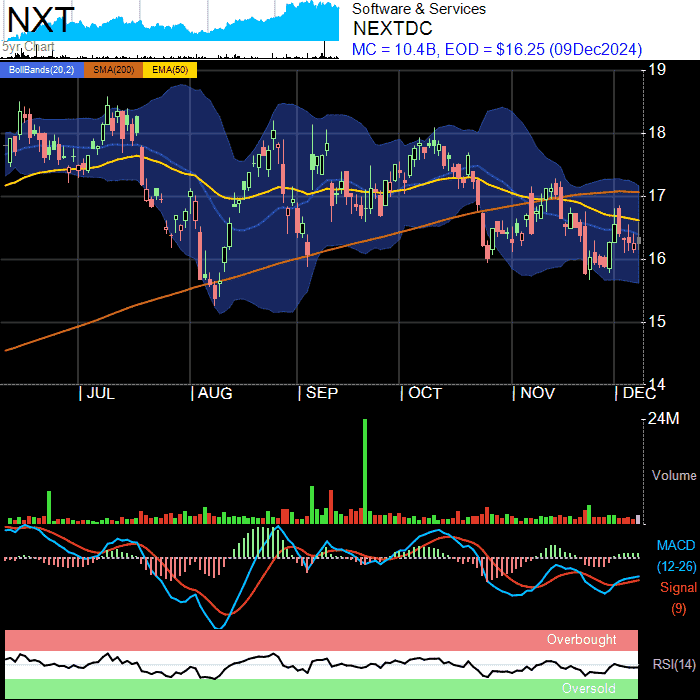 NXT
5yr Chart
Software & Services
NEXTDC
MC = 10.4B, EOD = $16.25 (09Dec2024)
BollBands(20,2) SMA(200) EMA(50)
19
18
17
16
15
14
| JUL | AUG | SEP | OCT | NOV | DEC
24M
Volume
MACD
(12-26)
Signal
(9)
Overbought
RSI(14)
Oversold